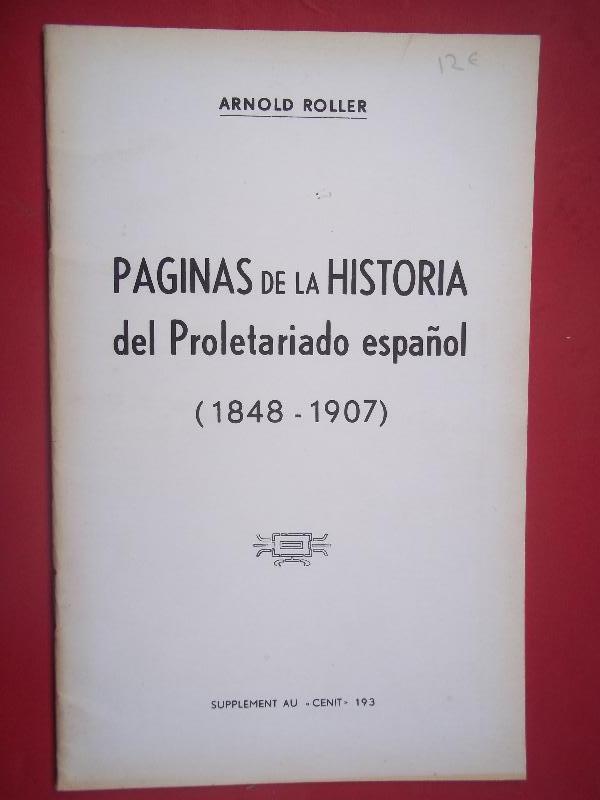 12 €
ARNOLD ROLLER
PAGINAS DE LA HISTORIA
del Proletariado español
(1848 - 1907)
SUPPLEMENT AU «CENIT» 193